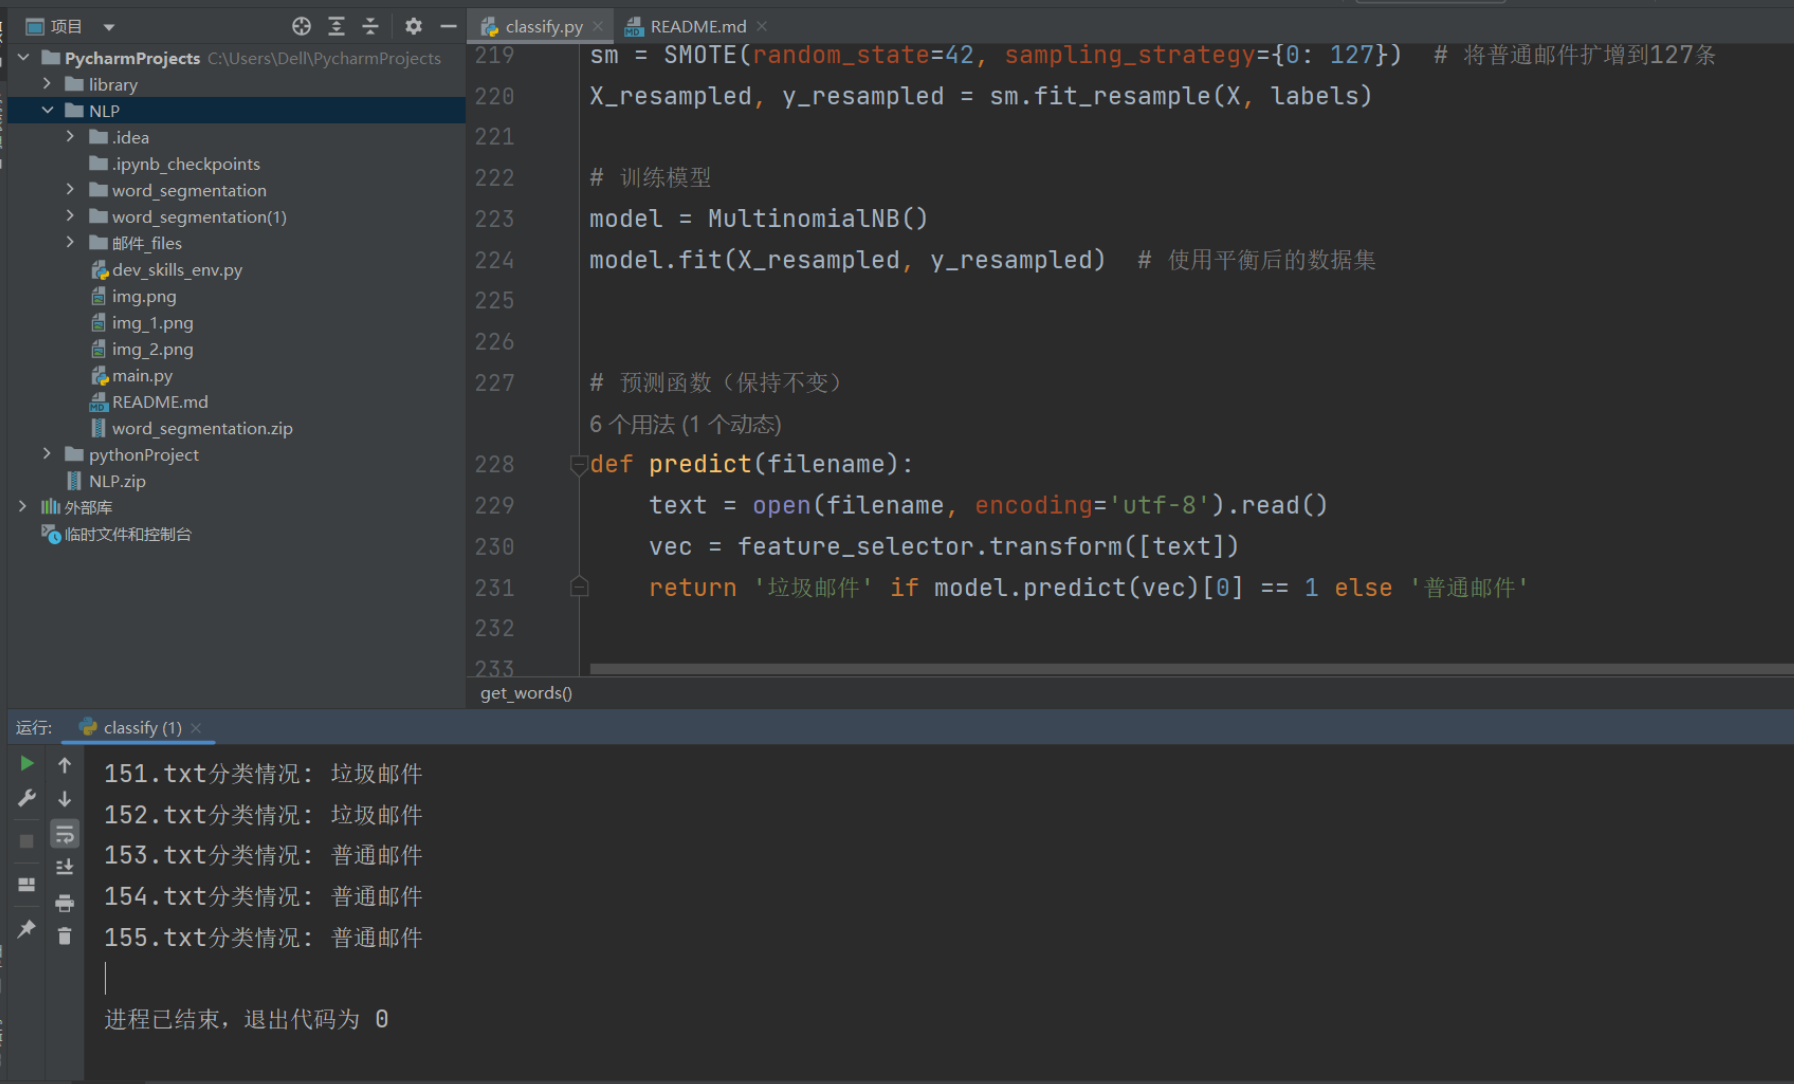 项目
PycharmProjects C:\Users\Dell\PycharmProjects
library
NLP
.idea
.ipynb_checkpoints
word_segmentation
word_segmentation(1)
邮件_files
dev_skills_env.py
img.png
img_1.png
img_2.png
main.py
README.md
word_segmentation.zip
pythonProject
NLP.zip
外部库
临时文件和控制台
classify.py README.md
219 sm = SMOTE(random_state=42, sampling_strategy={0: 127}) # 将普通邮件扩增到127条
220 X_resampled, y_resampled = sm.fit_resample(X, labels)
221
222 # 训练模型
223 model = MultinomialNB()
224 model.fit(X_resampled, y_resampled) # 使用平衡后的数据集
225
226
227 # 预测函数（保持不变）
6 个用法 (1 个动态)
228 def predict(filename):
229 text = open(filename, encoding='utf-8').read()
230 vec = feature_selector.transform([text])
231 return '垃圾邮件' if model.predict(vec)[0] == 1 else '普通邮件'
232
233
get_words()
运行: classify (1)
151.txt分类情况: 垃圾邮件
152.txt分类情况: 垃圾邮件
153.txt分类情况: 普通邮件
154.txt分类情况: 普通邮件
155.txt分类情况: 普通邮件
进程已结束，退出代码为 0